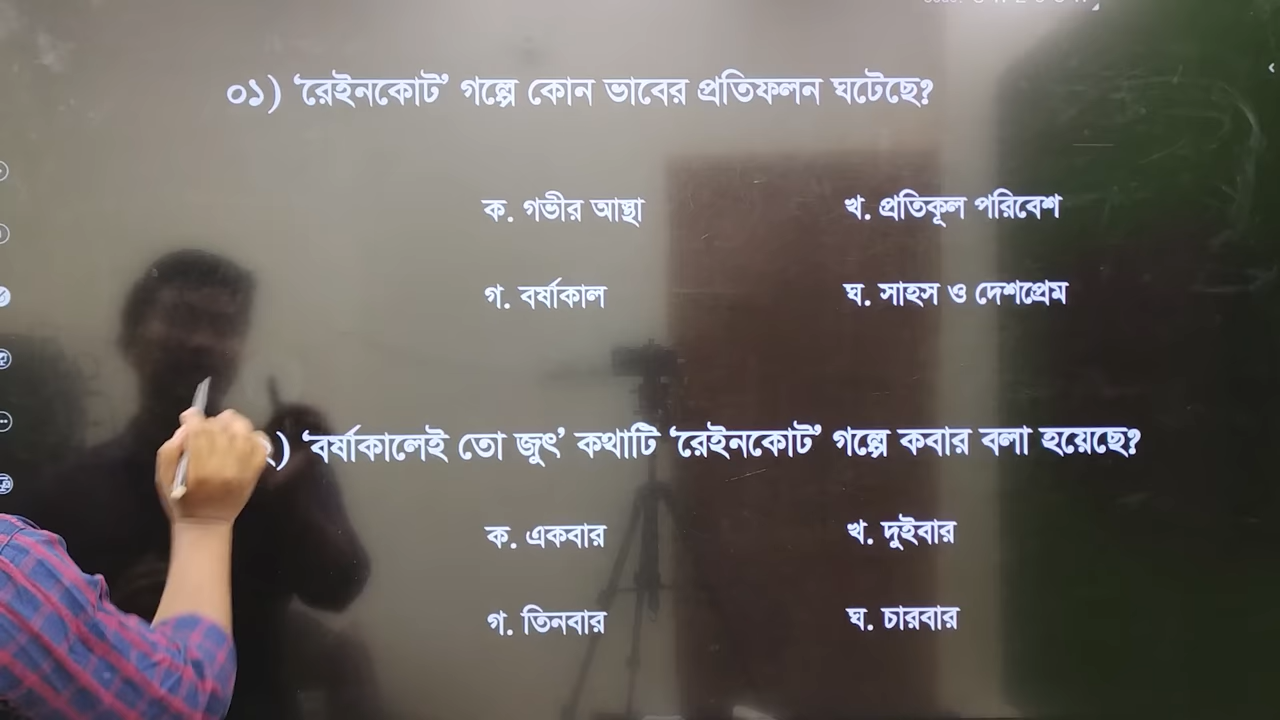 ০১) ‘রেইনকোট’ গল্পে কোন ভাবের প্রতিফলন ঘটেছে?
ক. গভীর আস্থা খ. প্রতিকূল পরিবেশ
গ. বর্ষাকাল ঘ. সাহস ও দেশপ্রেম
২) ‘বর্ষাকালেই তো জুৎ’ কথাটি ‘রেইনকোট’ গল্পে কবার বলা হয়েছে?
ক. একবার খ. দুইবার
গ. তিনবার ঘ. চারবার